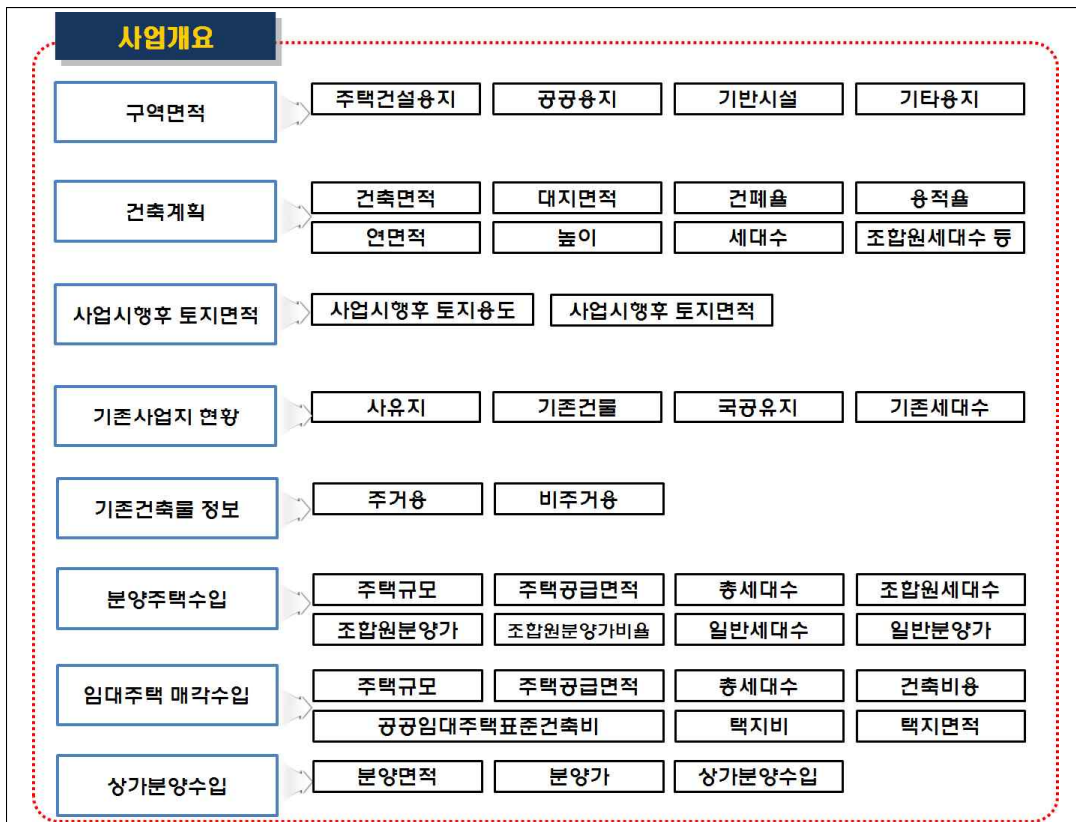 사업개요
구역면적
주택건설용지 공공용지 기반시설 기타용지
건축계획
건축면적 대지면적 건폐율 용적율
연면적 높이 세대수 조합원세대수 등
사업시행후 토지면적
사업시행후 토지용도 사업시행후 토지면적
기존사업지 현황
사유지 기존건물 국공유지 기존세대수
기존건축물 정보
주거용 비주거용
분양주택수입
주택규모 주택공급면적 총세대수 조합원세대수
조합원분양가 조합원분양가비율 일반세대수 일반분양가
임대주택 매각수입
주택규모 주택공급면적 총세대수 건축비용
공공임대주택표준건축비 택지비 택지면적
상가분양수입
분양면적 분양가 상가분양수입